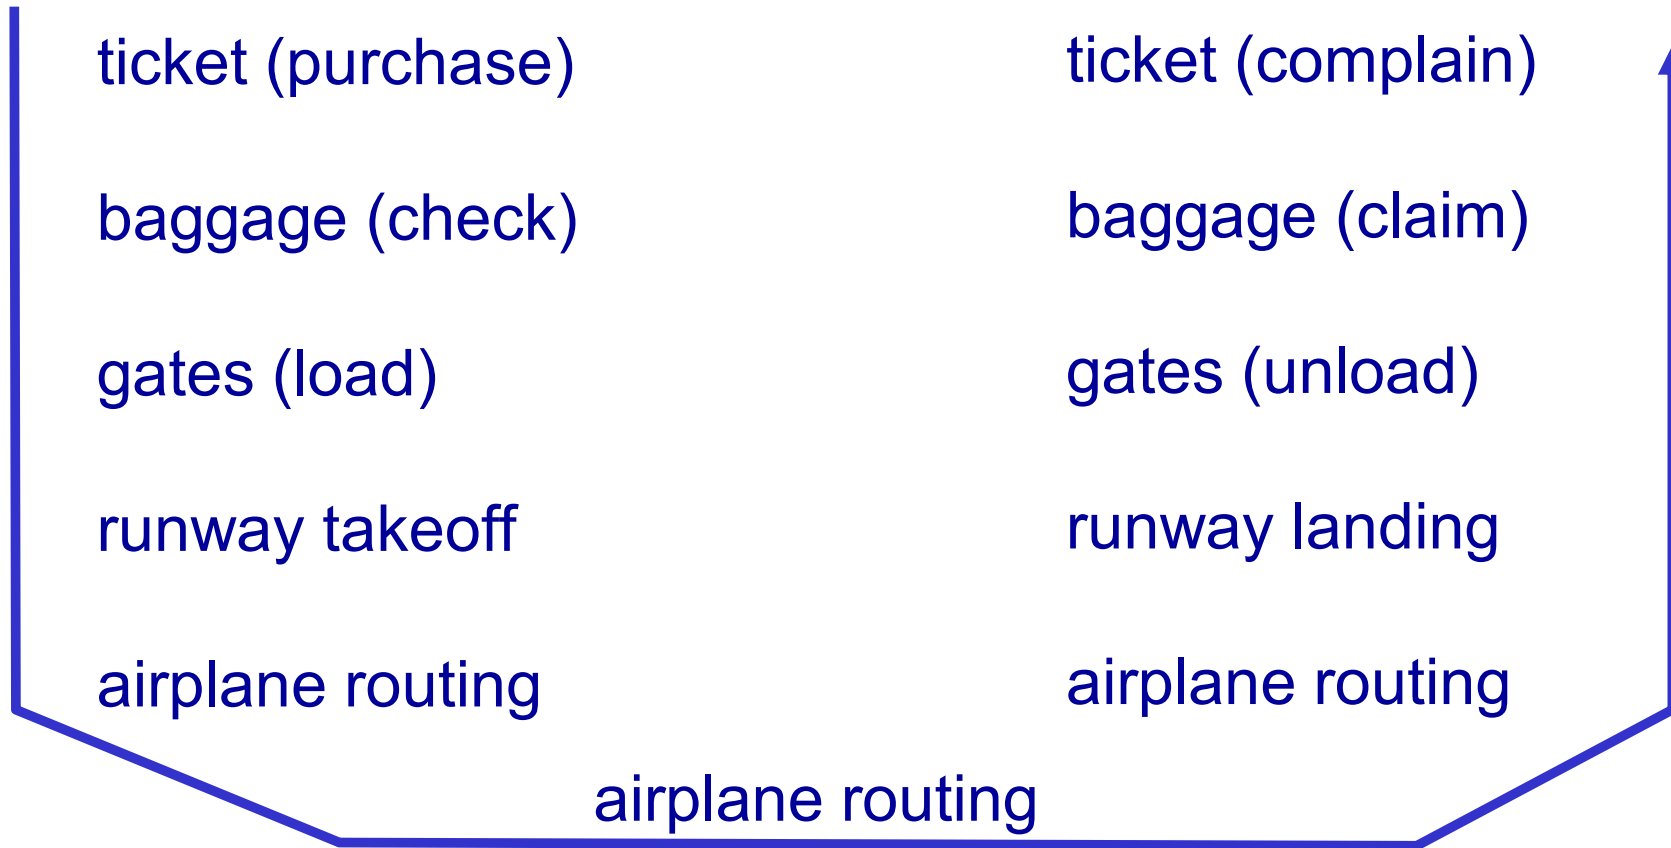 ticket (purchase)
baggage (check)
gates (load)
runway takeoff
airplane routing
airplane routing
ticket (complain)
baggage (claim)
gates (unload)
runway landing
airplane routing